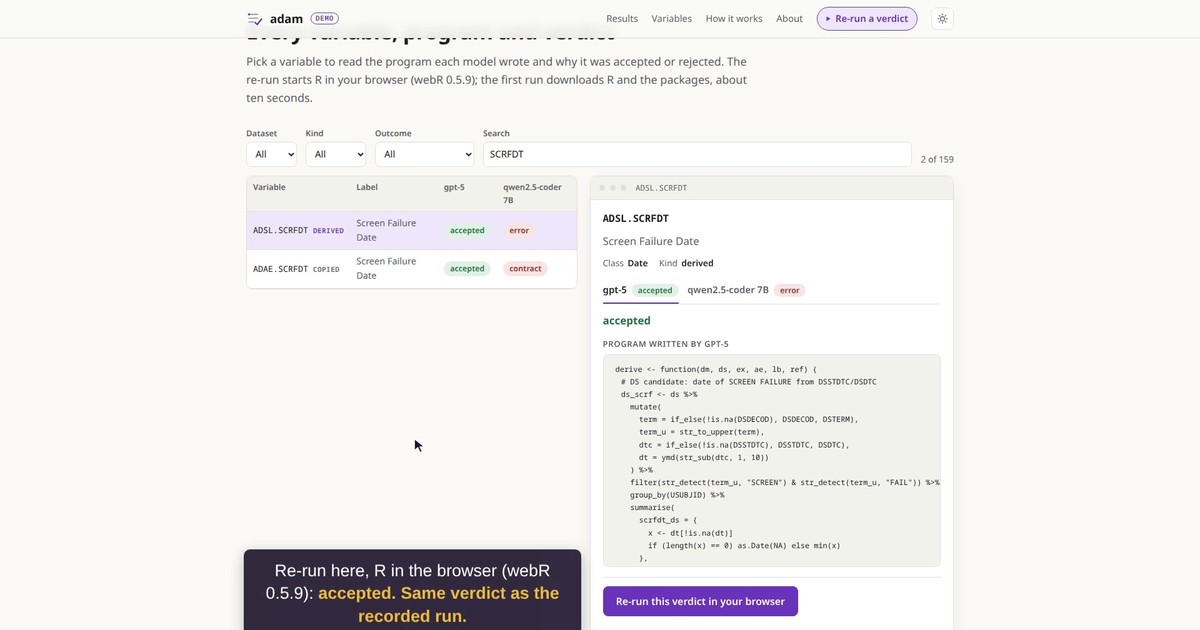 adam DEMO Results Variables How it works About ▸ Re-run a verdict
Every variable, program and verdict
Pick a variable to read the program each model wrote and why it was accepted or rejected. The
re-run starts R in your browser (webR 0.5.9); the first run downloads R and the packages, about
ten seconds.
Dataset Kind Outcome Search
All All All SCRFDT 2 of 159
Variable Label gpt-5 qwen2.5-coder
7B
ADSL.SCRFDT DERIVED Screen Failure
Date accepted error
ADAE.SCRFDT COPIED Screen Failure
Date accepted contract
ADSL.SCRFDT
ADSL.SCRFDT
Screen Failure Date
Class Date Kind derived
gpt-5 accepted qwen2.5-coder 7B error
accepted
PROGRAM WRITTEN BY GPT-5
derive <- function(dm, ds, ex, ae, lb, ref) {
# DS candidate: date of SCREEN FAILURE from DSSTDTC/DSDTC
ds_scrf <- ds %>%
mutate(
term = if_else(!is.na(DSDECOD), DSDECOD, DSTERM),
term_u = str_to_upper(term),
dtc = if_else(!is.na(DSSTDTC), DSSTDTC, DSDTC),
dt = ymd(str_sub(dtc, 1, 10))
) %>%
filter(str_detect(term_u, "SCREEN") & str_detect(term_u, "FAIL")) %>%
group_by(USUBJID) %>%
summarise(
scrfdt_ds = {
x <- dt[!is.na(dt)]
if (length(x) == 0) as.Date(NA) else min(x)
},
Re-run this verdict in your browser
Re-run here, R in the browser (webR
0.5.9): accepted. Same verdict as the
recorded run.